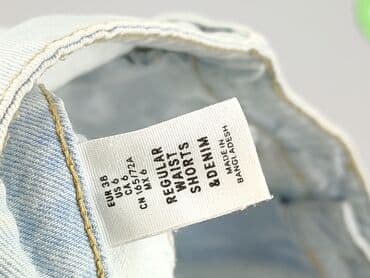 EUR 38
US 6
CA 6
CN 165/72A
MX 6
REGULAR
WAIST
SHORTS
&DENIM
MADE IN
BANGLADESH